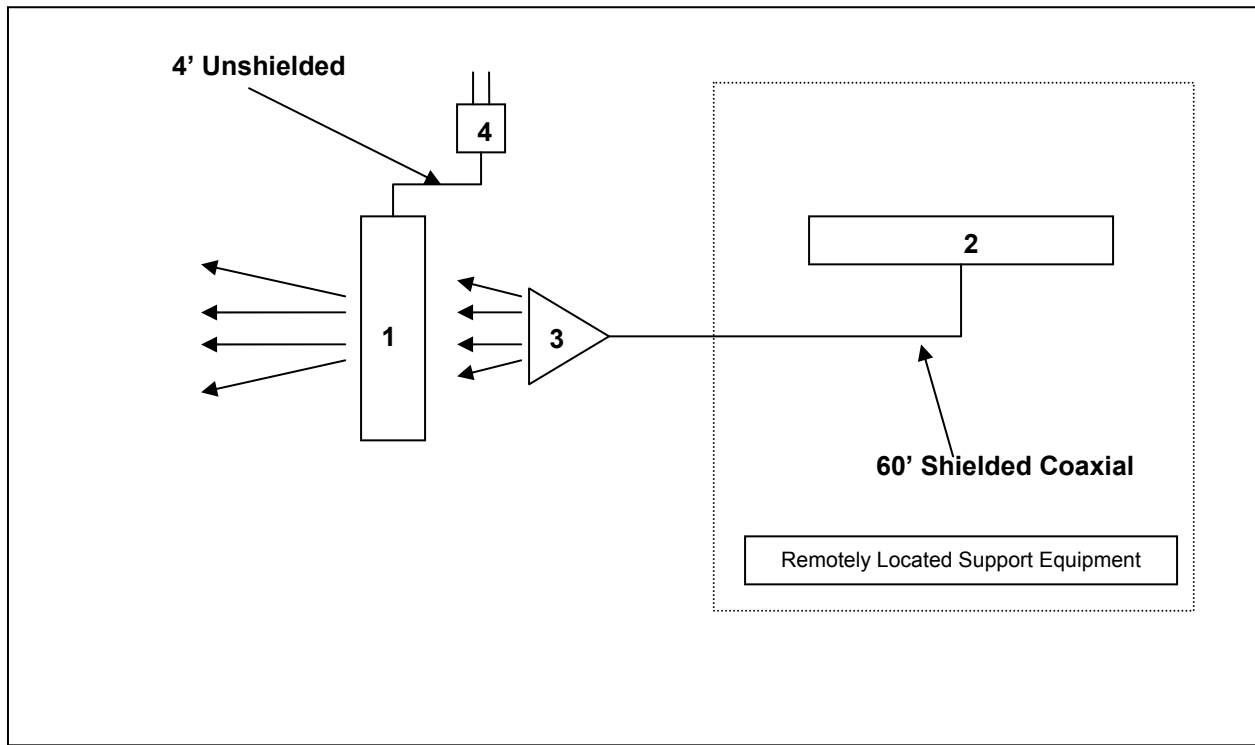 4’ Unshielded
4
2
1
3
60’ Shielded Coaxial
Remotely Located Support Equipment